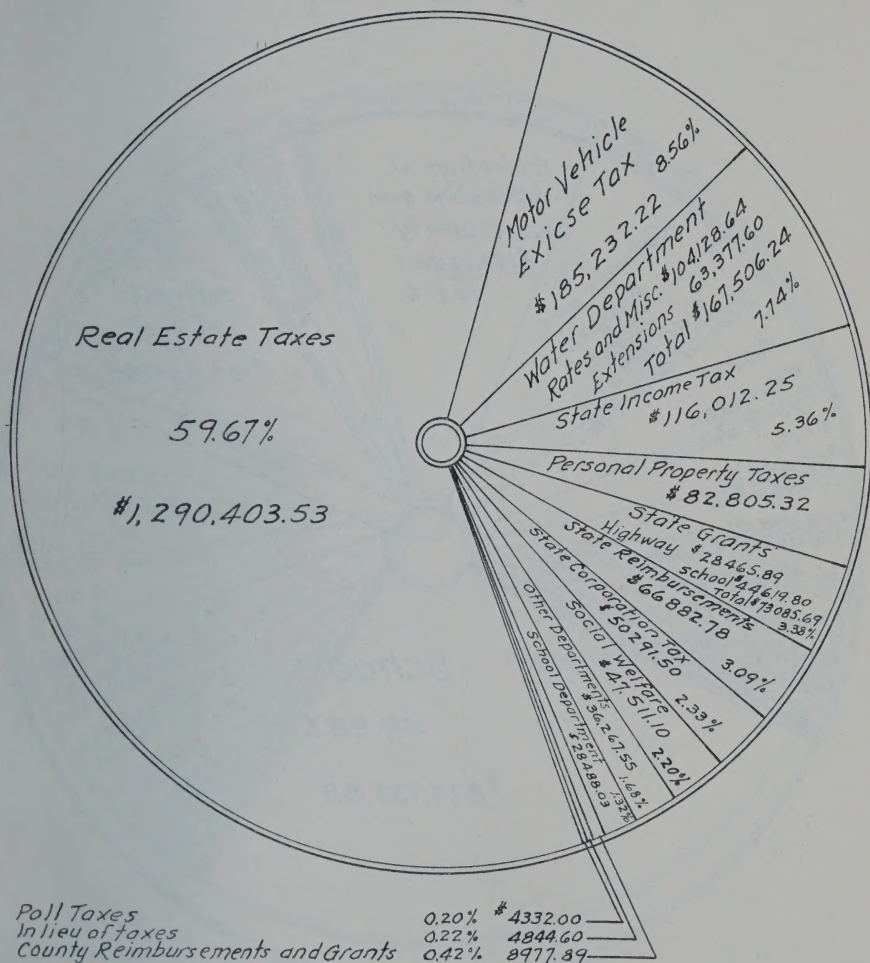 Real Estate Taxes
59.67%
$1,290,403.53
Motor Vehicle
Exicse Tax 8.56%
$185,232.22
Water Department
Rates and Misc. $104,128.64
Extensions 63,377.60
Total $167,506.24
7.74%
State Income Tax
$116,012.25
5.36%
Personal Property Taxes
$82,805.32
State Grants
Highway $28465.89
School $44619.80
Total $73085.69
3.38%
State Reimbursements
$66882.78
3.09%
State Corporation Tax
$50291.50
2.33%
Social Welfare
$47,511.10
2.20%
Other Departments
$36,267.55 1.68%
School Department
$28488.03 1.32%
Poll Taxes 0.20% $4332.00
In lieu of taxes 0.22% 4844.60
County Reimbursements and Grants 0.42% 8977.89